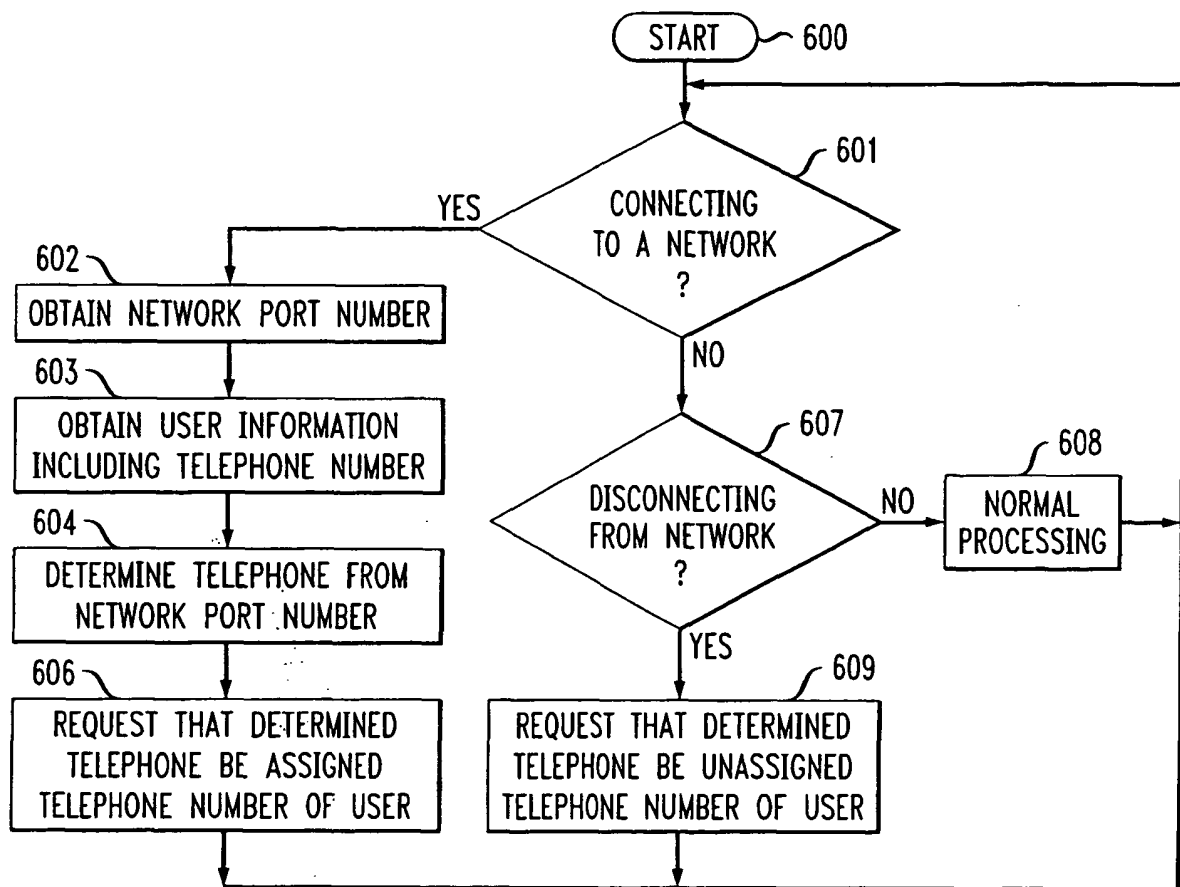 START
600
601
CONNECTING
TO A NETWORK
?
YES
NO
602
OBTAIN NETWORK PORT NUMBER
603
OBTAIN USER INFORMATION
INCLUDING TELEPHONE NUMBER
604
DETERMINE TELEPHONE FROM
NETWORK PORT NUMBER
606
REQUEST THAT DETERMINED
TELEPHONE BE ASSIGNED
TELEPHONE NUMBER OF USER
607
DISCONNECTING
FROM NETWORK
?
NO
YES
608
NORMAL
PROCESSING
609
REQUEST THAT DETERMINED
TELEPHONE BE UNASSIGNED
TELEPHONE NUMBER OF USER